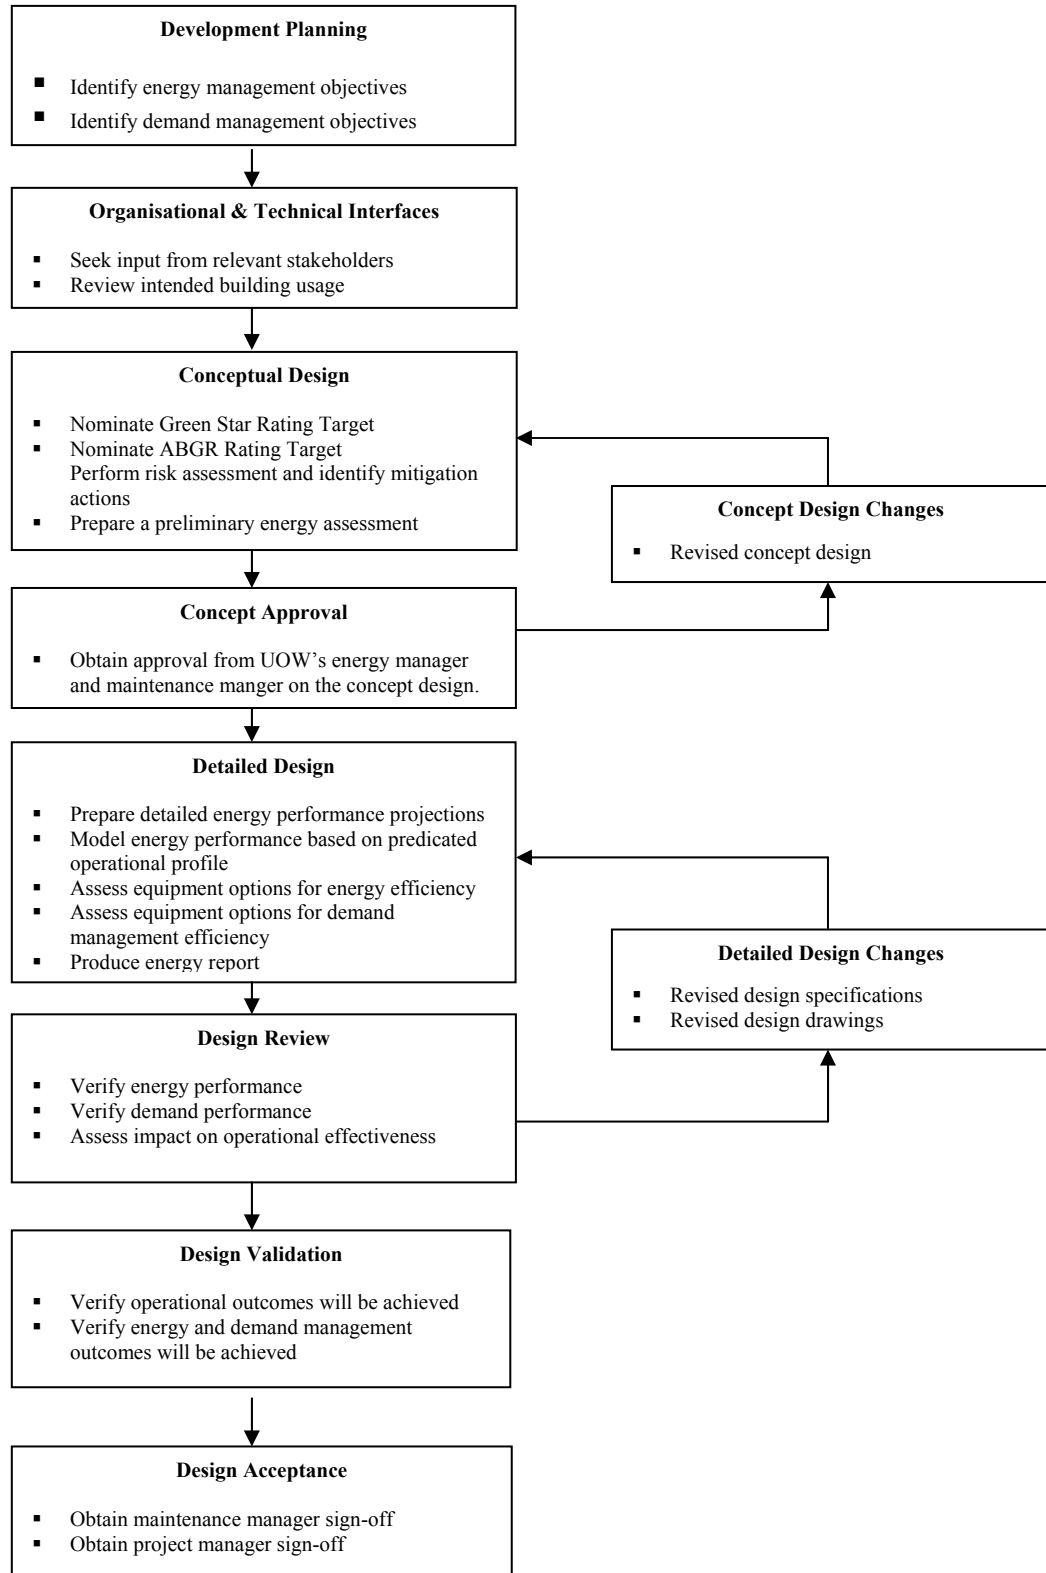 Development Planning
▪ Identify energy management objectives
▪ Identify demand management objectives
Organisational & Technical Interfaces
▪ Seek input from relevant stakeholders
▪ Review intended building usage
Conceptual Design
▪ Nominate Green Star Rating Target
▪ Nominate ABGR Rating Target
Perform risk assessment and identify mitigation
actions
▪ Prepare a preliminary energy assessment
Concept Design Changes
▪ Revised concept design
Concept Approval
▪ Obtain approval from UOW’s energy manager
and maintenance manger on the concept design.
Detailed Design
▪ Prepare detailed energy performance projections
▪ Model energy performance based on predicated
operational profile
▪ Assess equipment options for energy efficiency
▪ Assess equipment options for demand
management efficiency
▪ Produce energy report
Detailed Design Changes
▪ Revised design specifications
▪ Revised design drawings
Design Review
▪ Verify energy performance
▪ Verify demand performance
▪ Assess impact on operational effectiveness
Design Validation
▪ Verify operational outcomes will be achieved
▪ Verify energy and demand management
outcomes will be achieved
Design Acceptance
▪ Obtain maintenance manager sign-off
▪ Obtain project manager sign-off